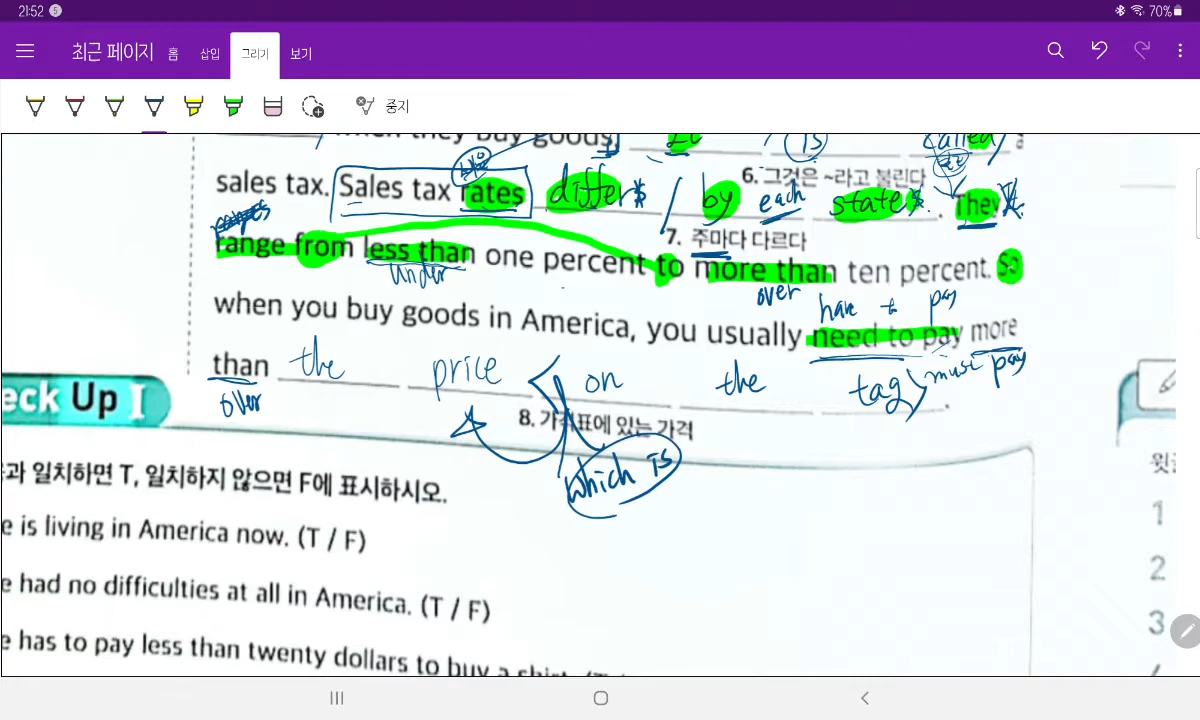 21:52 5 70%
최근 페이지 홈 삽입 그리기 보기
중지
when they buy goods, It is called a
6. 그것은 ~라고 불린다
sales tax. Sales tax rates differ / by each state. They
7. 주마다 다르다
range from less than one percent to more than ten percent. So
under over have to pay
when you buy goods in America, you usually need to pay more
must pay
than the price on the tag.
over
8. 가격표에 있는 가격
which is
eck Up I
과 일치하면 T, 일치하지 않으면 F에 표시하시오.
e is living in America now. (T / F)
e had no difficulties at all in America. (T / F)
e has to pay less than twenty dollars to buy a shirt.
윗글
1
2
3